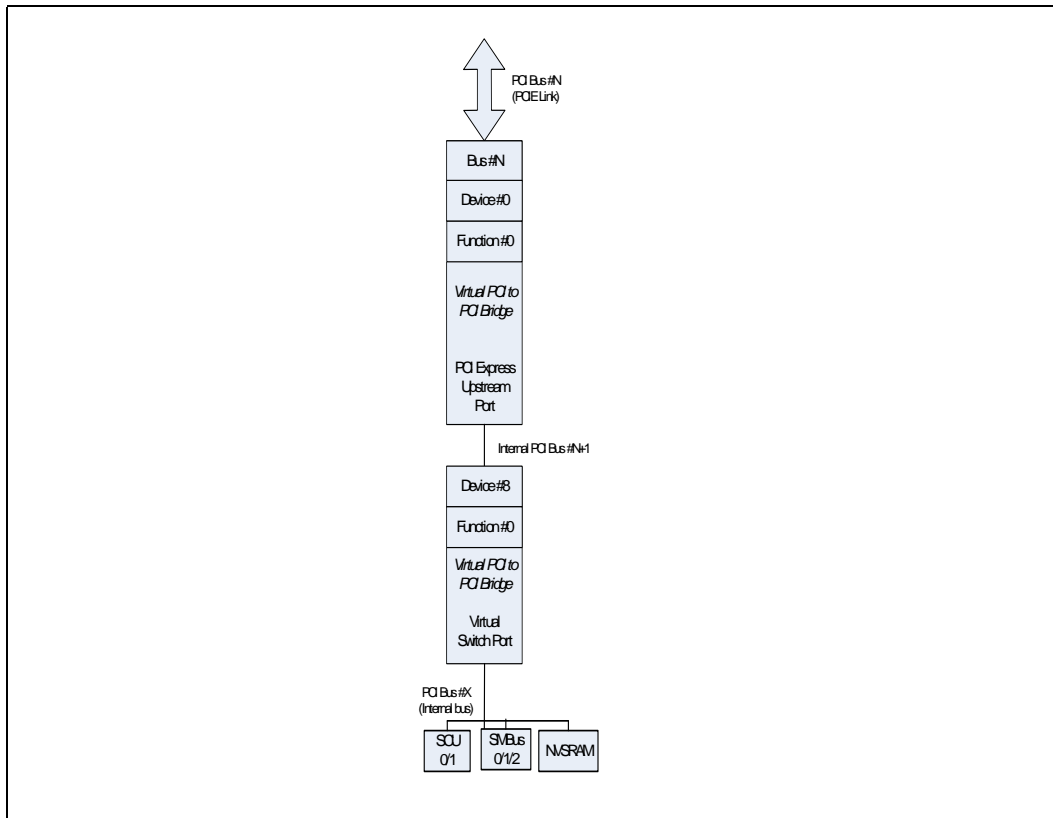 PCI Bus #N
(PCIE Link)
Bus #N
Device #0
Function #0
Virtual PCI to
PCI Bridge
PCI Express
Upstream
Port
Internal PCI Bus #N+1
Device #8
Function #0
Virtual PCI to
PCI Bridge
Virtual
Switch Port
PCI Bus #X
(Internal bus)
SCU
0/1
SMBus
0/1/2
NVSRAM